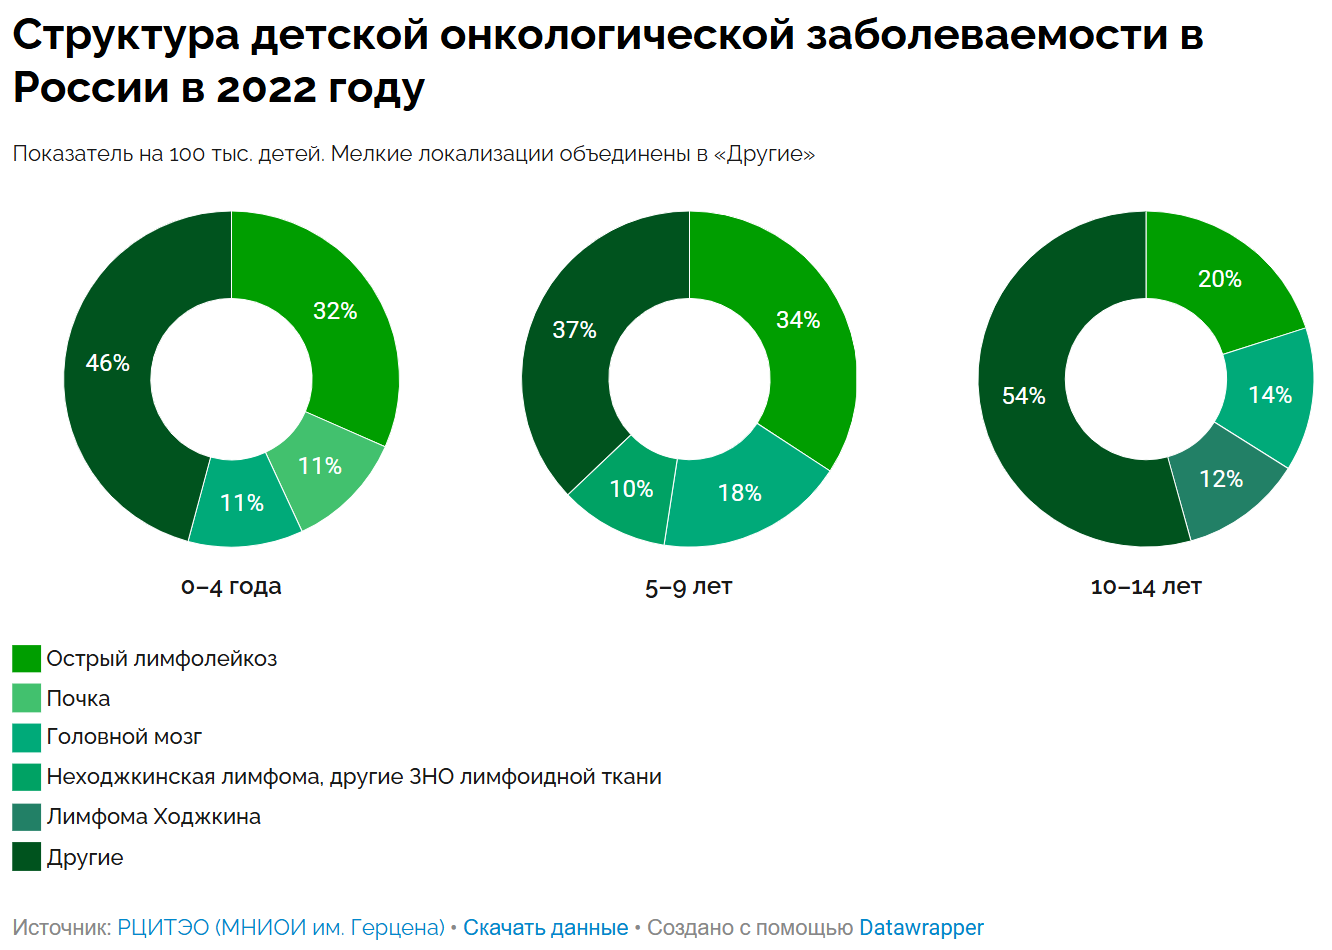 Структура детской онкологической заболеваемости в
России в 2022 году
Показатель на 100 тыс. детей. Мелкие локализации объединены в «Другие»
32%
11%
11%
46%
0–4 года
34%
18%
10%
37%
5–9 лет
20%
14%
12%
54%
10–14 лет
Острый лимфолейкоз
Почка
Головной мозг
Неходжкинская лимфома, другие ЗНО лимфоидной ткани
Лимфома Ходжкина
Другие
Источник: РЦИТЭО (МНИОИ им. Герцена) • Скачать данные • Создано с помощью Datawrapper